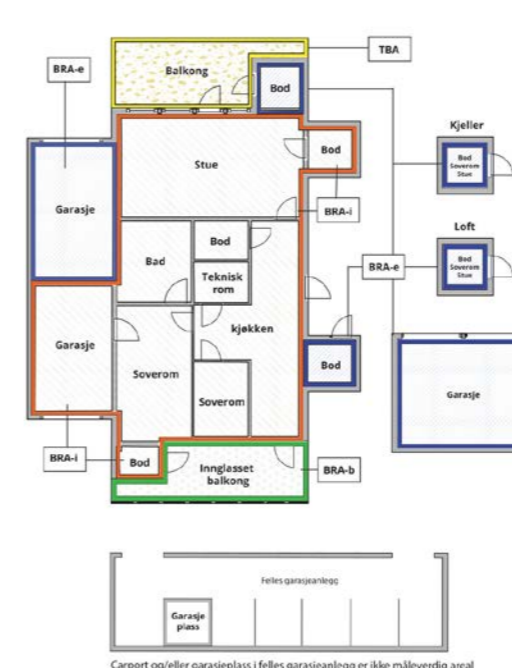 TBA
Balkong
BRA-e
Bod
Kjeller
Bod
Soverom
Stue
Bod
Stue
Garasje
BRA-i
Loft
Bod
Bad
Teknisk
rom
BRA-e
Bod
Soverom
Stue
kjøkken
Garasje
Soverom
Bod
Garasje
Soverom
BRA-i
Bod
Innglasset
balkong
BRA-b
Felles garasjeanlegg
Garasje
plass
Carport og/eller garasjeplass i felles garasjeanlegg er ikke måleverdig areal